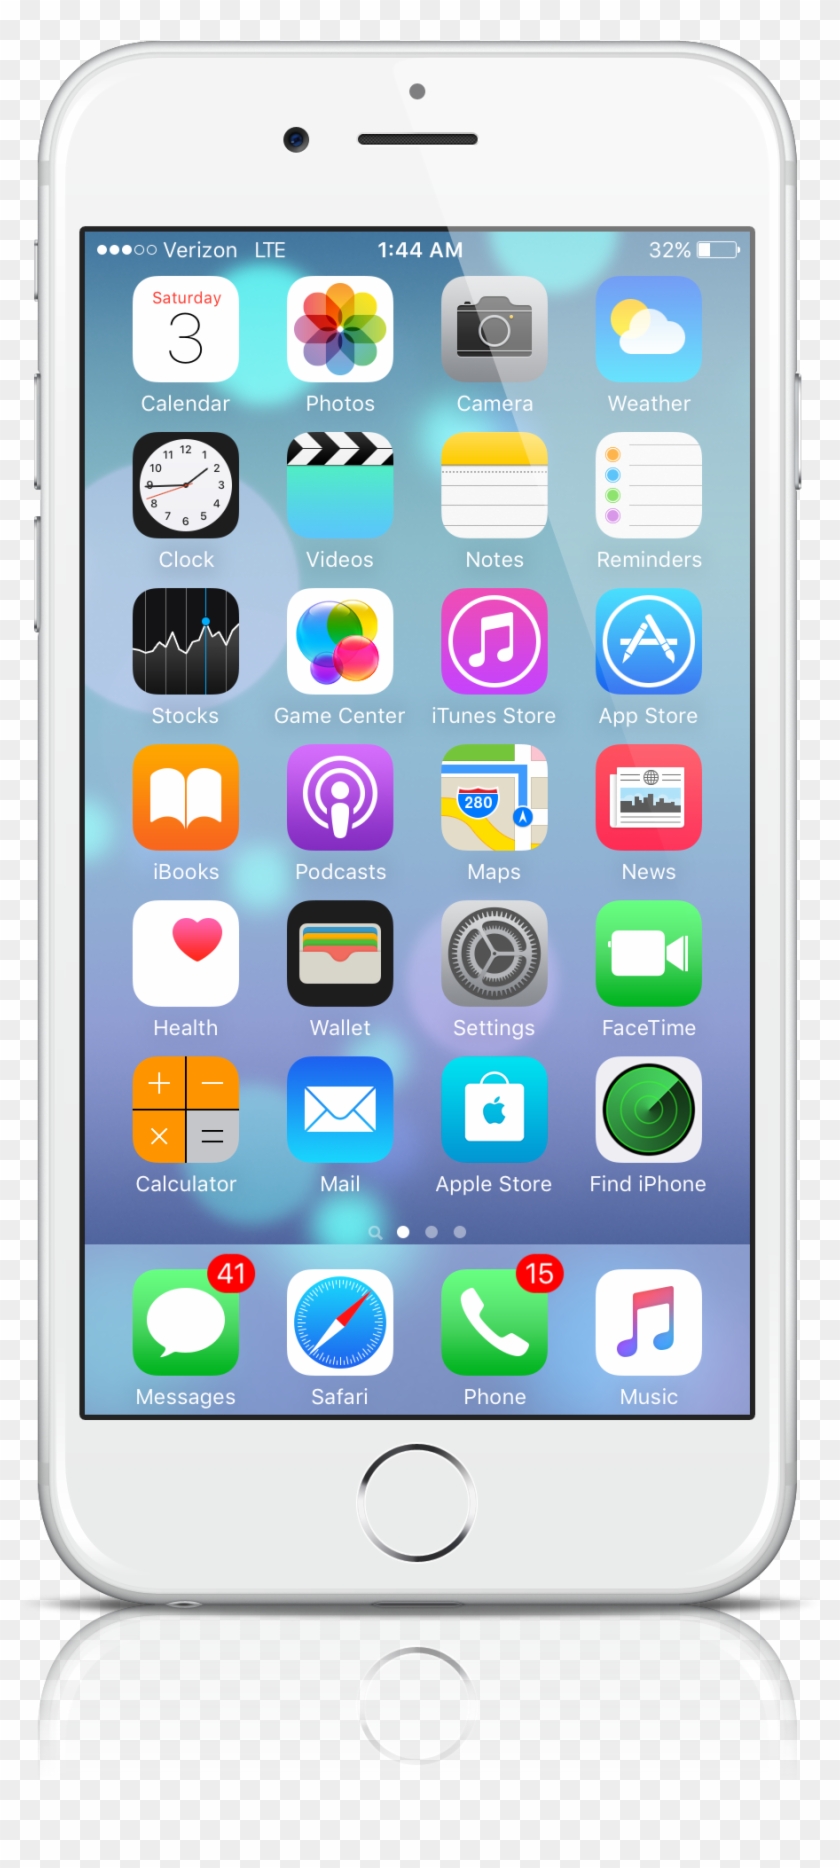 Verizon LTE 1:44 AM 32%
Saturday
3
Calendar Photos Camera Weather
12
11 1
10 2
9 3
8 4
7 5
6
Clock Videos Notes Reminders
Stocks Game Center iTunes Store App Store
280
iBooks Podcasts Maps News
Health Wallet Settings FaceTime
+ −
× =
Calculator Mail Apple Store Find iPhone
41 15
Messages Safari Phone Music